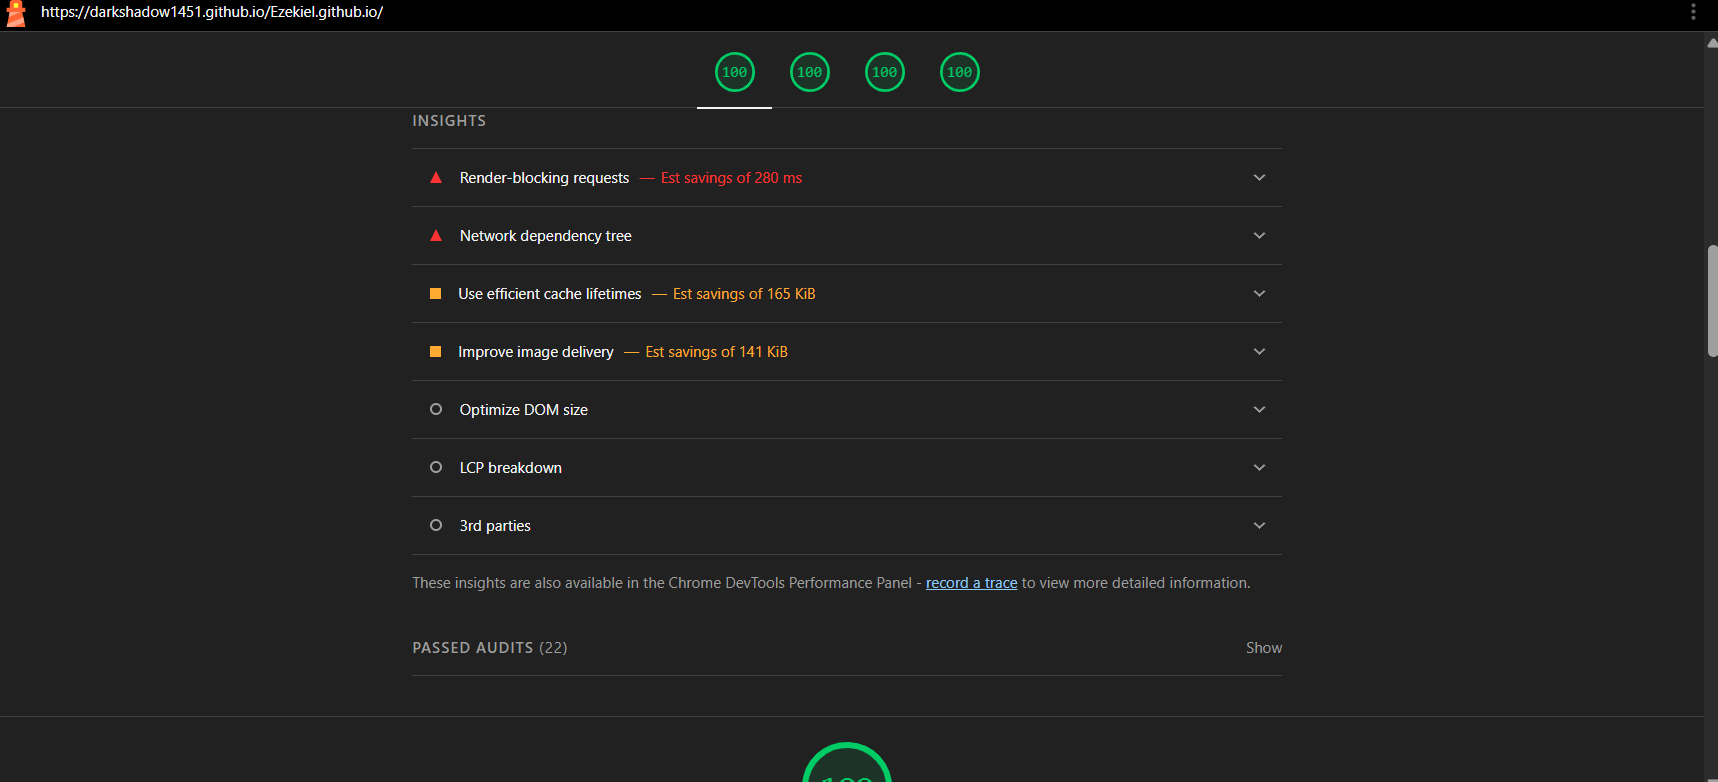 https://darkshadow1451.github.io/Ezekiel.github.io/
100 100 100 100
INSIGHTS
Render-blocking requests — Est savings of 280 ms
Network dependency tree
Use efficient cache lifetimes — Est savings of 165 KiB
Improve image delivery — Est savings of 141 KiB
Optimize DOM size
LCP breakdown
3rd parties
These insights are also available in the Chrome DevTools Performance Panel - record a trace to view more detailed information.
PASSED AUDITS (22) Show
100